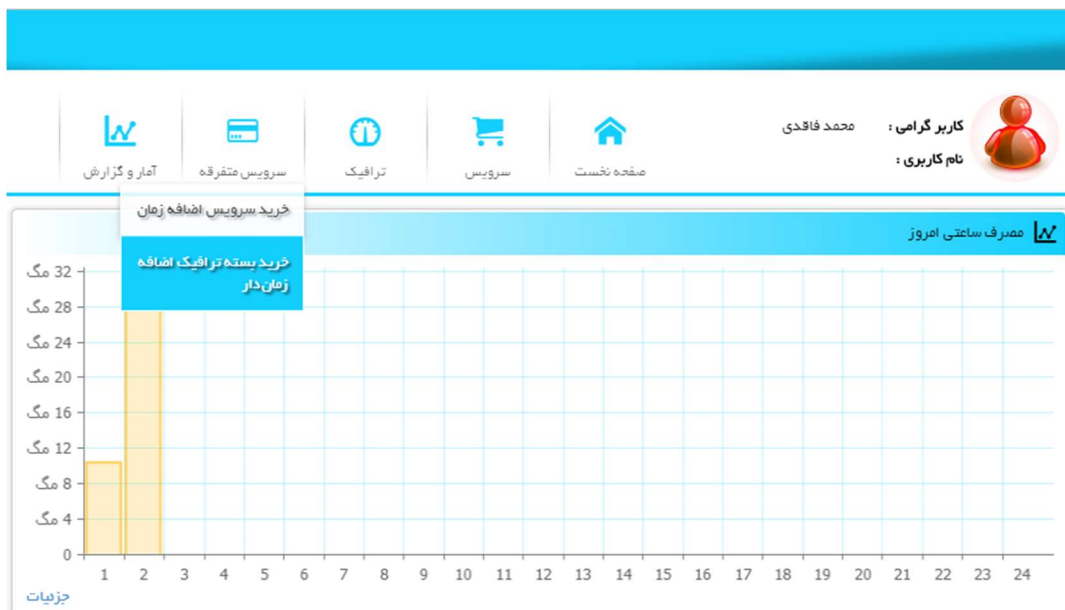 کاربر گرامی : محمد فاقدی
نام کاربری :
صفحه نخست
سرویس
ترافیک
سرویس متفرقه
آمار و گزارش
خرید سرویس اضافه زمان
خرید بسته ترافیک اضافه
زمان‌دار
مصرف ساعتی امروز
32 مگ
28 مگ
24 مگ
20 مگ
16 مگ
12 مگ
8 مگ
4 مگ
0
1 2 3 4 5 6 7 8 9 10 11 12 13 14 15 16 17 18 19 20 21 22 23 24
جزئیات